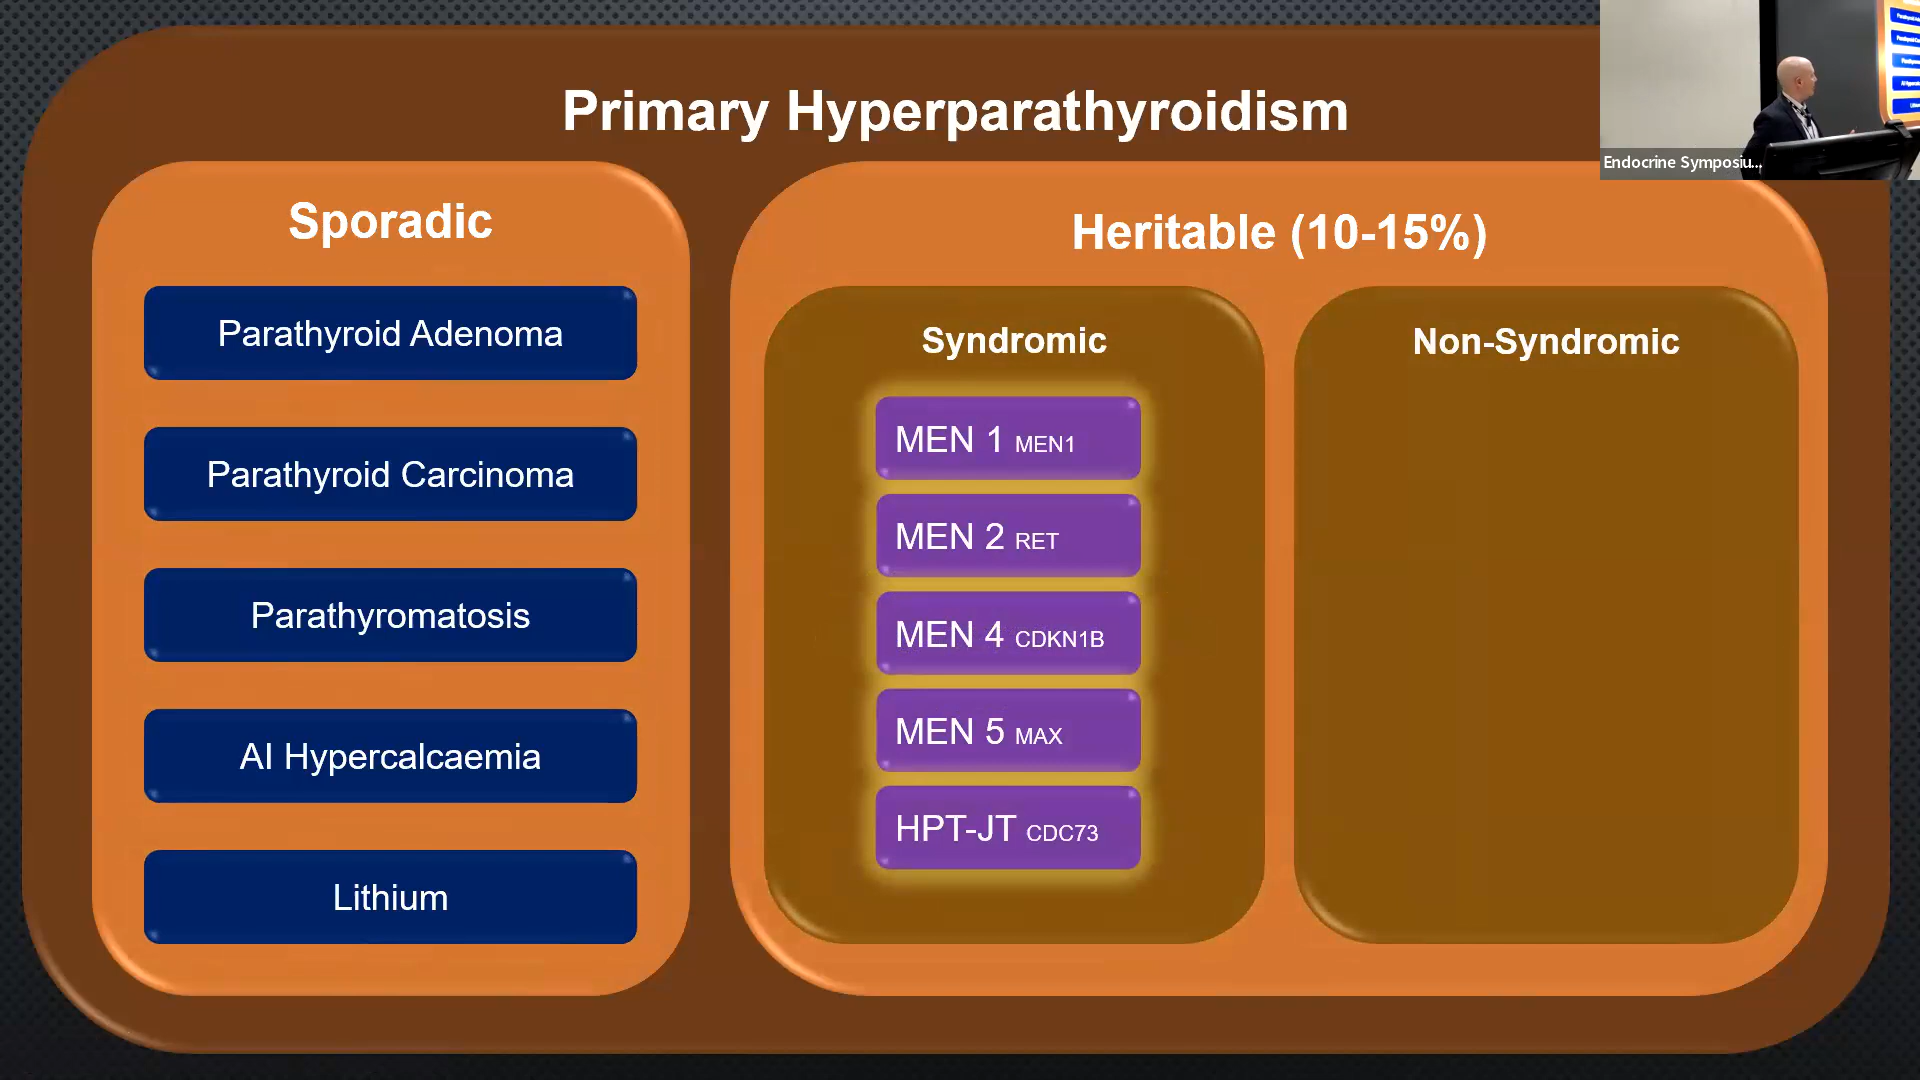 Primary Hyperparathyroidism
Sporadic
Parathyroid Adenoma
Parathyroid Carcinoma
Parathyromatosis
AI Hypercalcaemia
Lithium
Heritable (10-15%)
Syndromic
MEN 1 MEN1
MEN 2 RET
MEN 4 CDKN1B
MEN 5 MAX
HPT-JT CDC73
Non-Syndromic
Endocrine Symposiu...